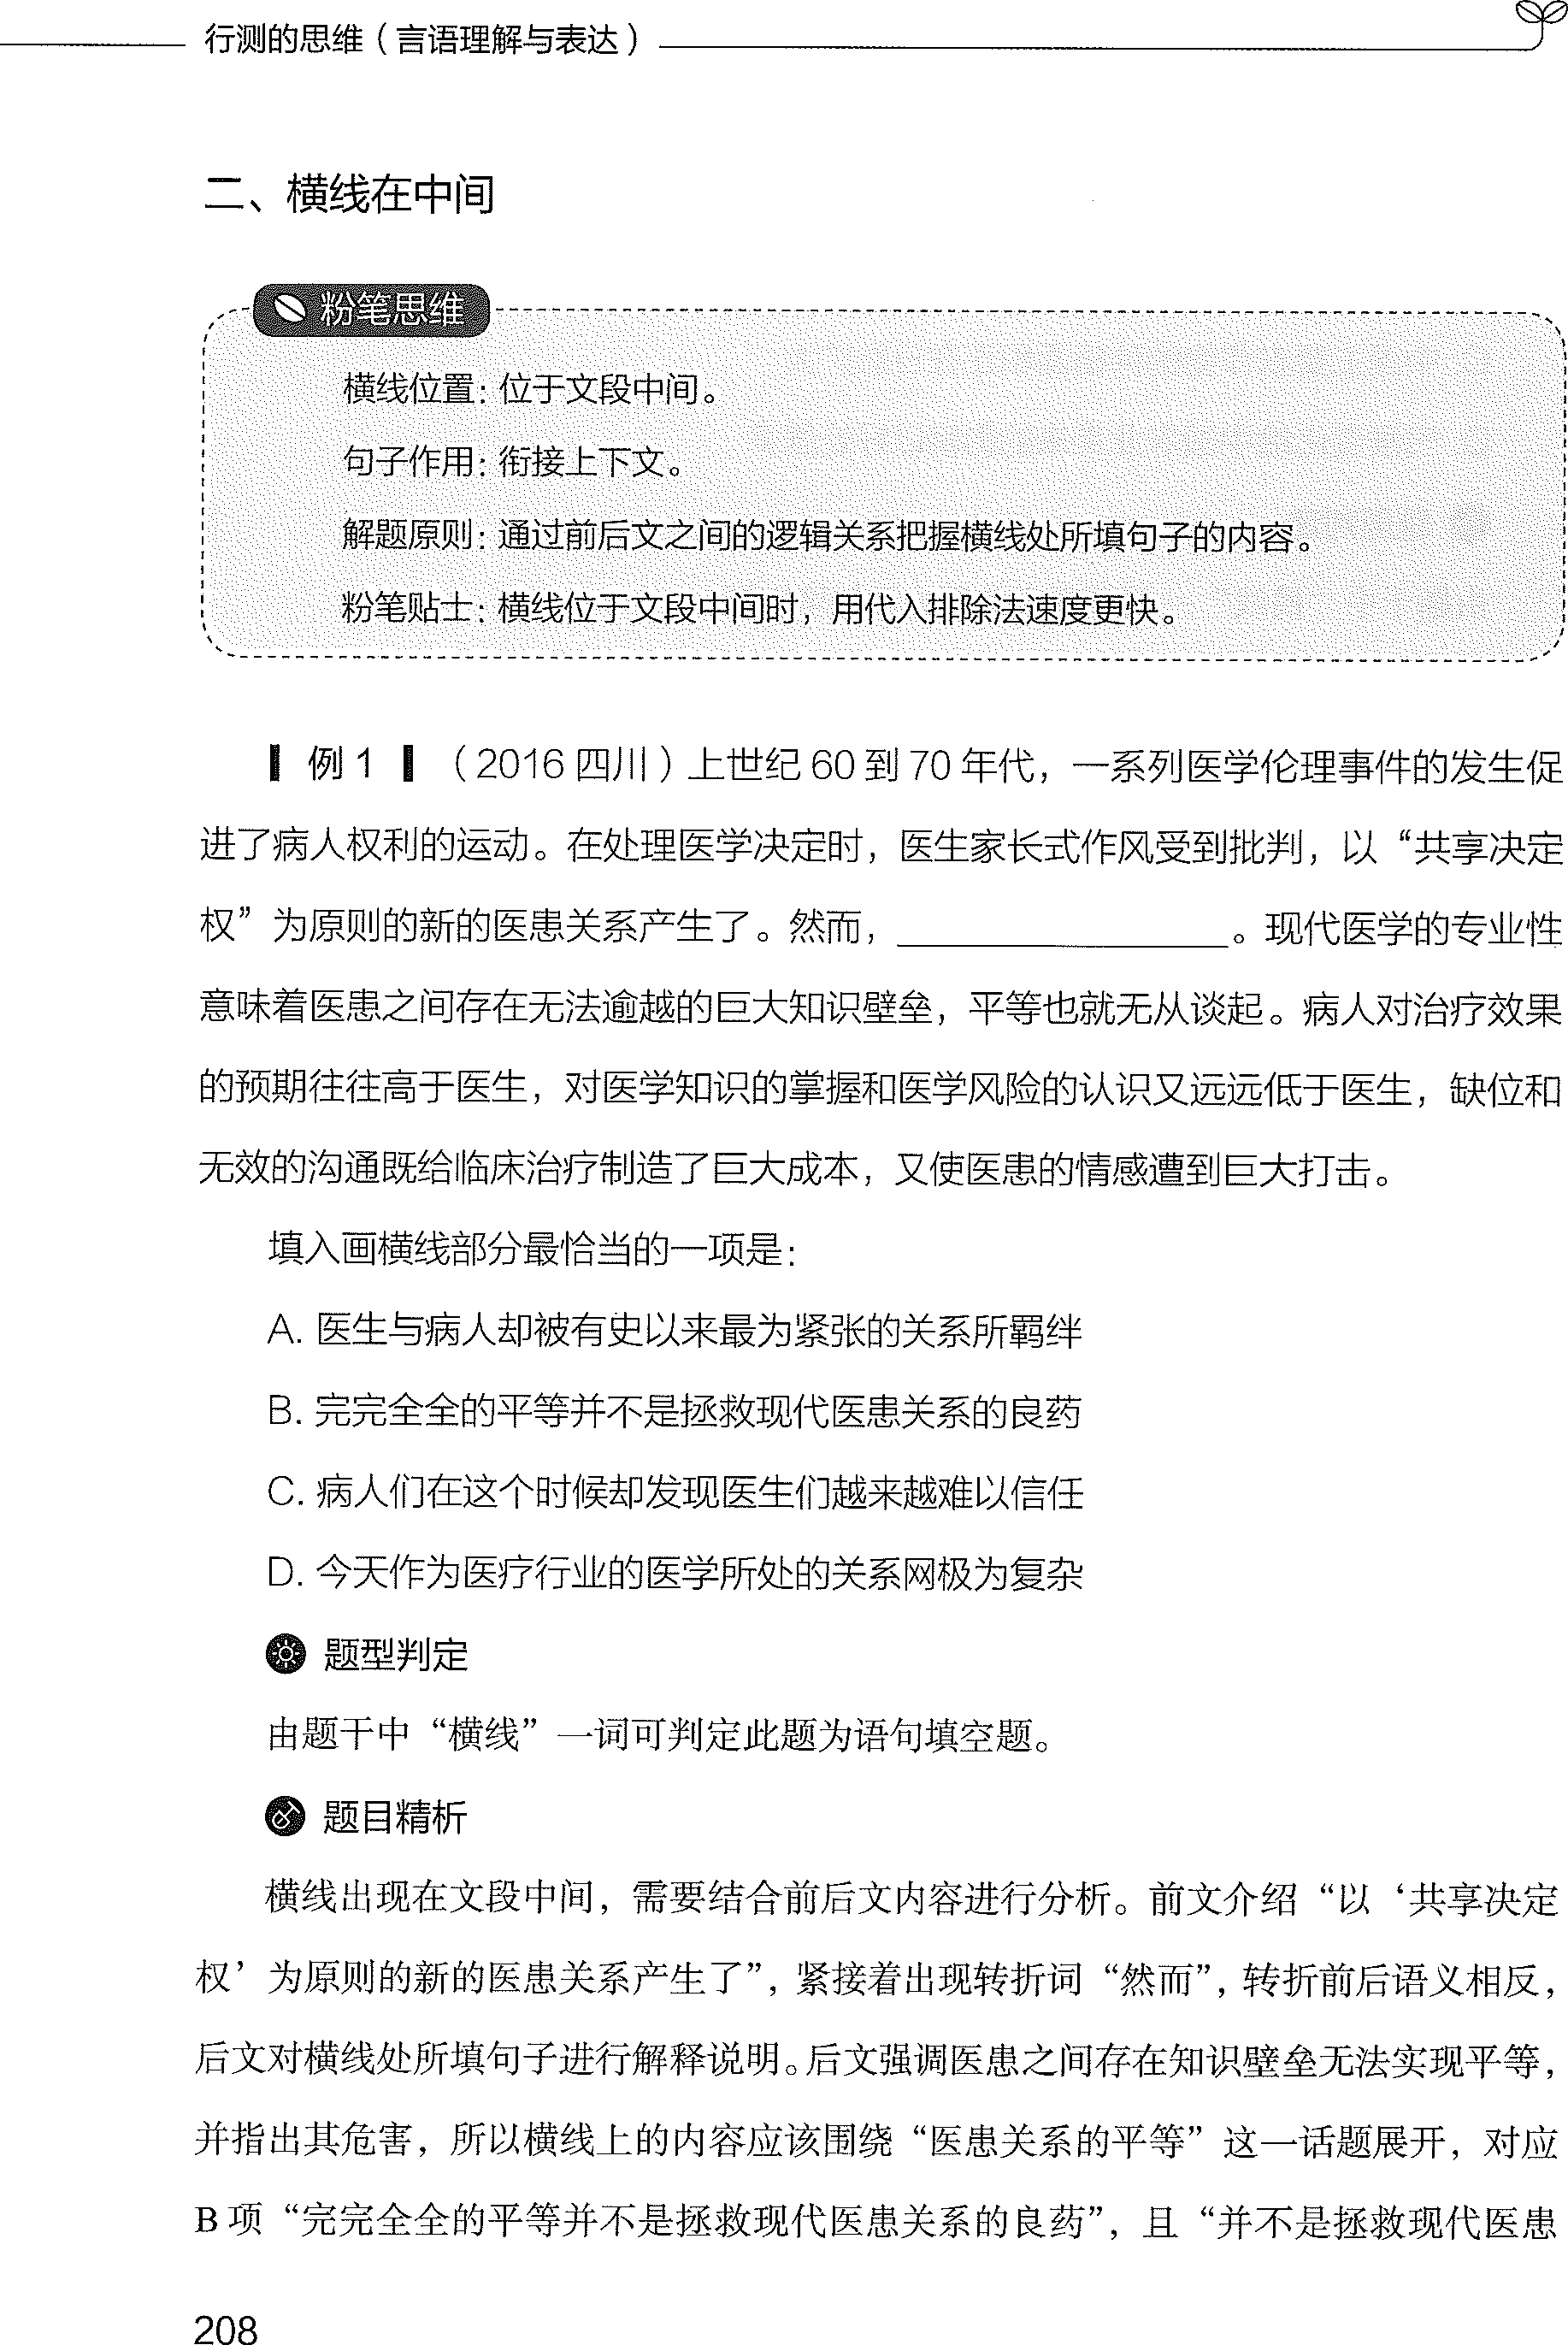 行测的思维（言语理解与表达）
二、横线在中间
粉笔思维
横线位置：位于文段中间。
句子作用：衔接上下文。
解题原则：通过前后文之间的逻辑关系把握横线处所填句子的内容。
粉笔贴士：横线位于文段中间时，用代入排除法速度更快。
例 1 （2016 四川）上世纪 60 到 70 年代，一系列医学伦理事件的发生促
进了病人权利的运动。在处理医学决定时，医生家长式作风受到批判，以“共享决定
权”为原则的新的医患关系产生了。然而，________________。现代医学的专业性
意味着医患之间存在无法逾越的巨大知识壁垒，平等也就无从谈起。病人对治疗效果
的预期往往高于医生，对医学知识的掌握和医学风险的认识又远远低于医生，缺位和
无效的沟通既给临床治疗制造了巨大成本，又使医患的情感遭到巨大打击。
填入画横线部分最恰当的一项是：
A. 医生与病人却被有史以来最为紧张的关系所羁绊
B. 完完全全的平等并不是拯救现代医患关系的良药
C. 病人们在这个时候却发现医生们越来越难以信任
D. 今天作为医疗行业的医学所处的关系网极为复杂
题型判定
由题干中“横线”一词可判定此题为语句填空题。
题目精析
横线出现在文段中间，需要结合前后文内容进行分析。前文介绍“以‘共享决定
权’为原则的新的医患关系产生了”，紧接着出现转折词“然而”，转折前后语义相反，
后文对横线处所填句子进行解释说明。后文强调医患之间存在知识壁垒无法实现平等，
并指出其危害，所以横线上的内容应该围绕“医患关系的平等”这一话题展开，对应
B 项“完完全全的平等并不是拯救现代医患关系的良药”，且“并不是拯救现代医患
208